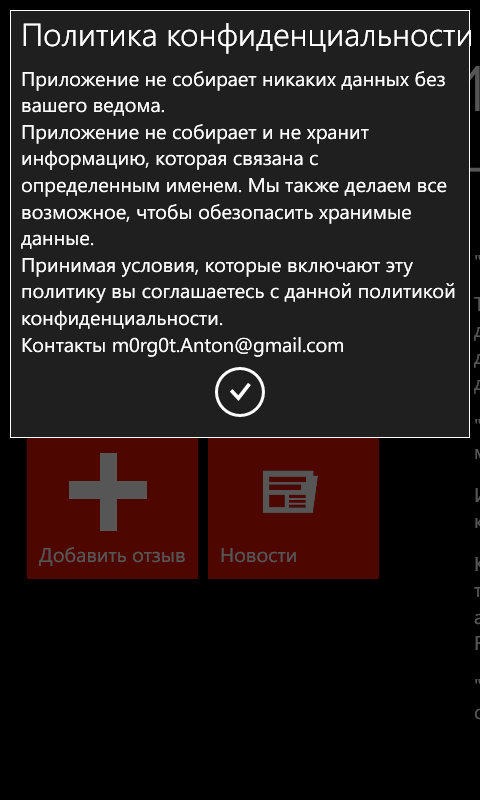 Политика конфиденциальности
Приложение не собирает никаких данных без
вашего ведома.
Приложение не собирает и не хранит
информацию, которая связана с
определенным именем. Мы также делаем все
возможное, чтобы обезопасить хранимые
данные.
Принимая условия, которые включают эту
политику вы соглашаетесь с данной политикой
конфиденциальности.
Контакты m0rg0t.Anton@gmail.com
Добавить отзыв
Новости